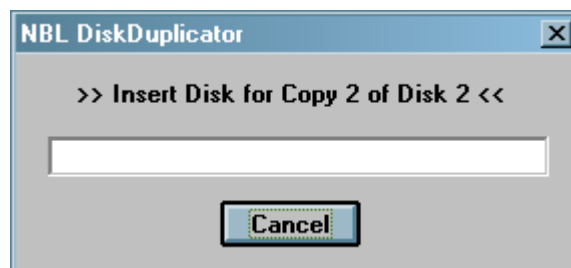 NBL DiskDuplicator
>> Insert Disk for Copy 2 of Disk 2 <<
Cancel